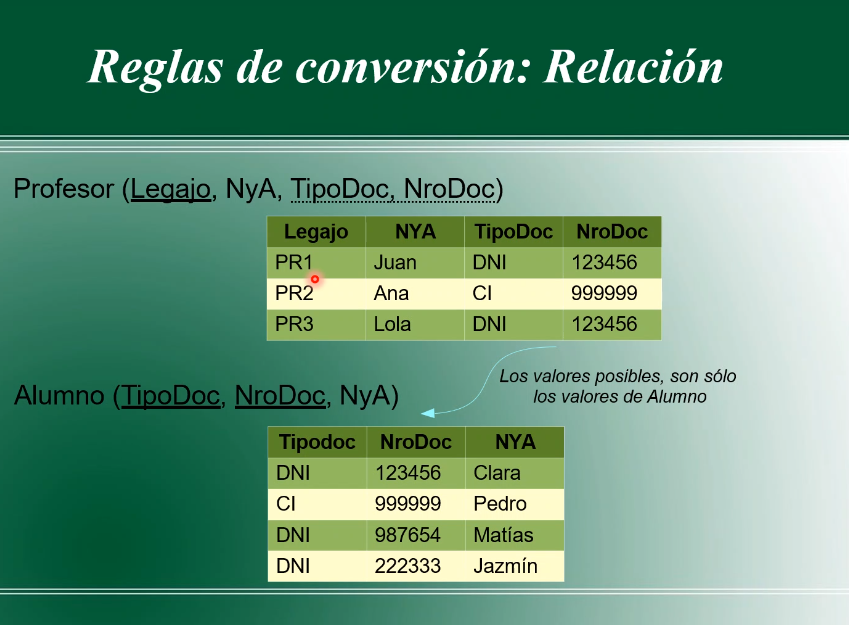 Reglas de conversión: Relación
Profesor (Legajo, NyA, TipoDoc, NroDoc)
Legajo NYA TipoDoc NroDoc
PR1 Juan DNI 123456
PR2 Ana CI 999999
PR3 Lola DNI 123456
Los valores posibles, son sólo
los valores de Alumno
Alumno (TipoDoc, NroDoc, NyA)
Tipodoc NroDoc NYA
DNI 123456 Clara
CI 999999 Pedro
DNI 987654 Matías
DNI 222333 Jazmín